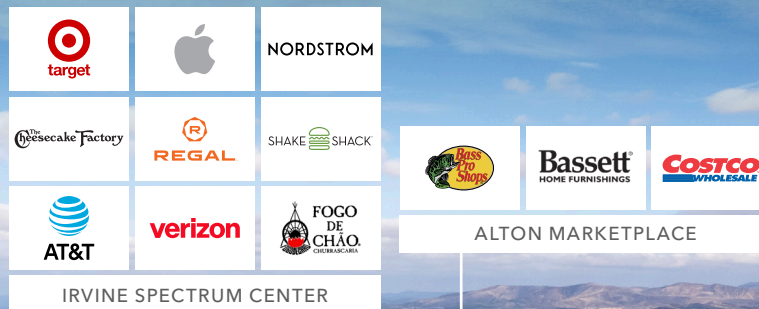 target
NORDSTROM
The
Cheesecake Factory
REGAL
SHAKE SHACK
AT&T
verizon
FOGO
DE
CHÃO.
CHURRASCARIA
IRVINE SPECTRUM CENTER
Bass
Pro
Shops
Bassett®
HOME FURNISHINGS
COSTCO
WHOLESALE
ALTON MARKETPLACE